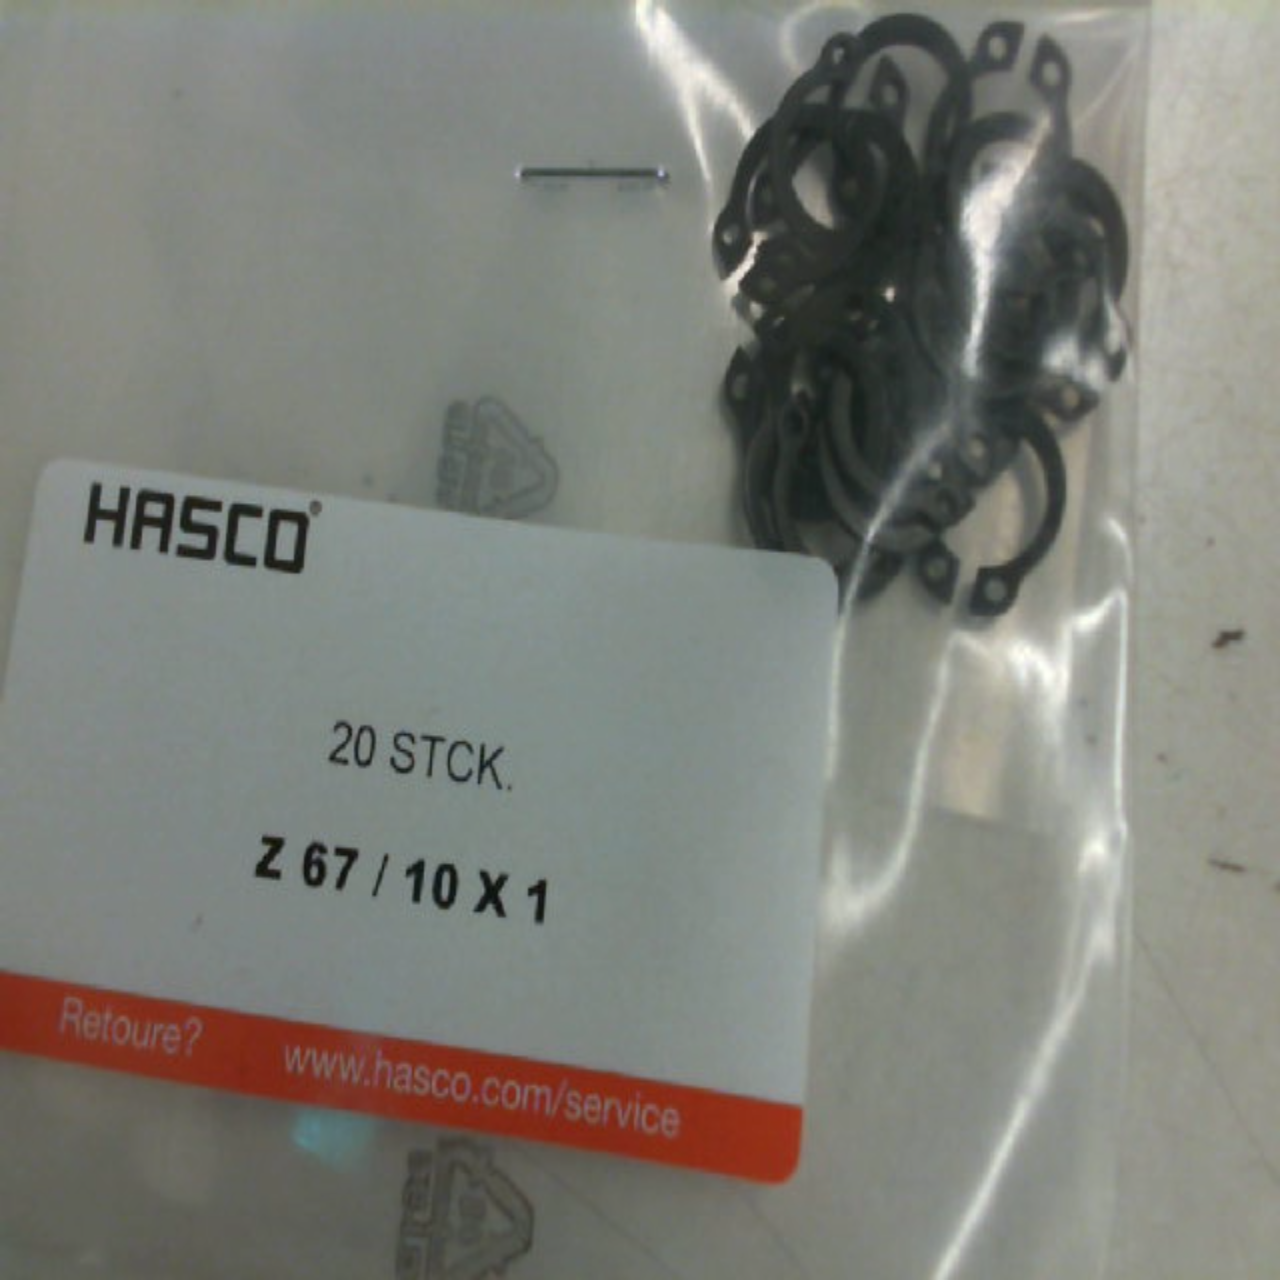 HASCO®
20 STCK.
Z 67 / 10 X 1
Retoure?
www.hasco.com/service